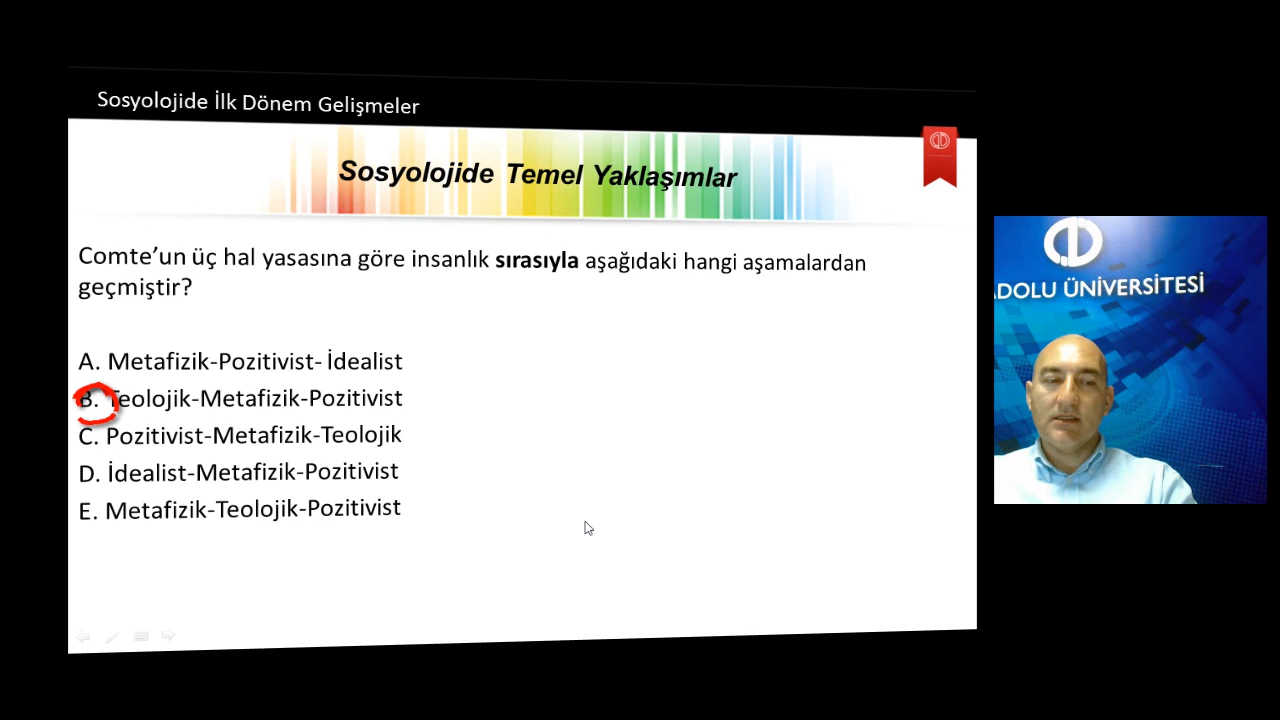 Sosyolojide İlk Dönem Gelişmeler
Sosyolojide Temel Yaklaşımlar
Comte’un üç hal yasasına göre insanlık sırasıyla aşağıdaki hangi aşamalardan
geçmiştir?
A. Metafizik-Pozitivist- İdealist
B. Teolojik-Metafizik-Pozitivist
C. Pozitivist-Metafizik-Teolojik
D. İdealist-Metafizik-Pozitivist
E. Metafizik-Teolojik-Pozitivist
ADOLU ÜNİVERSİTESİ